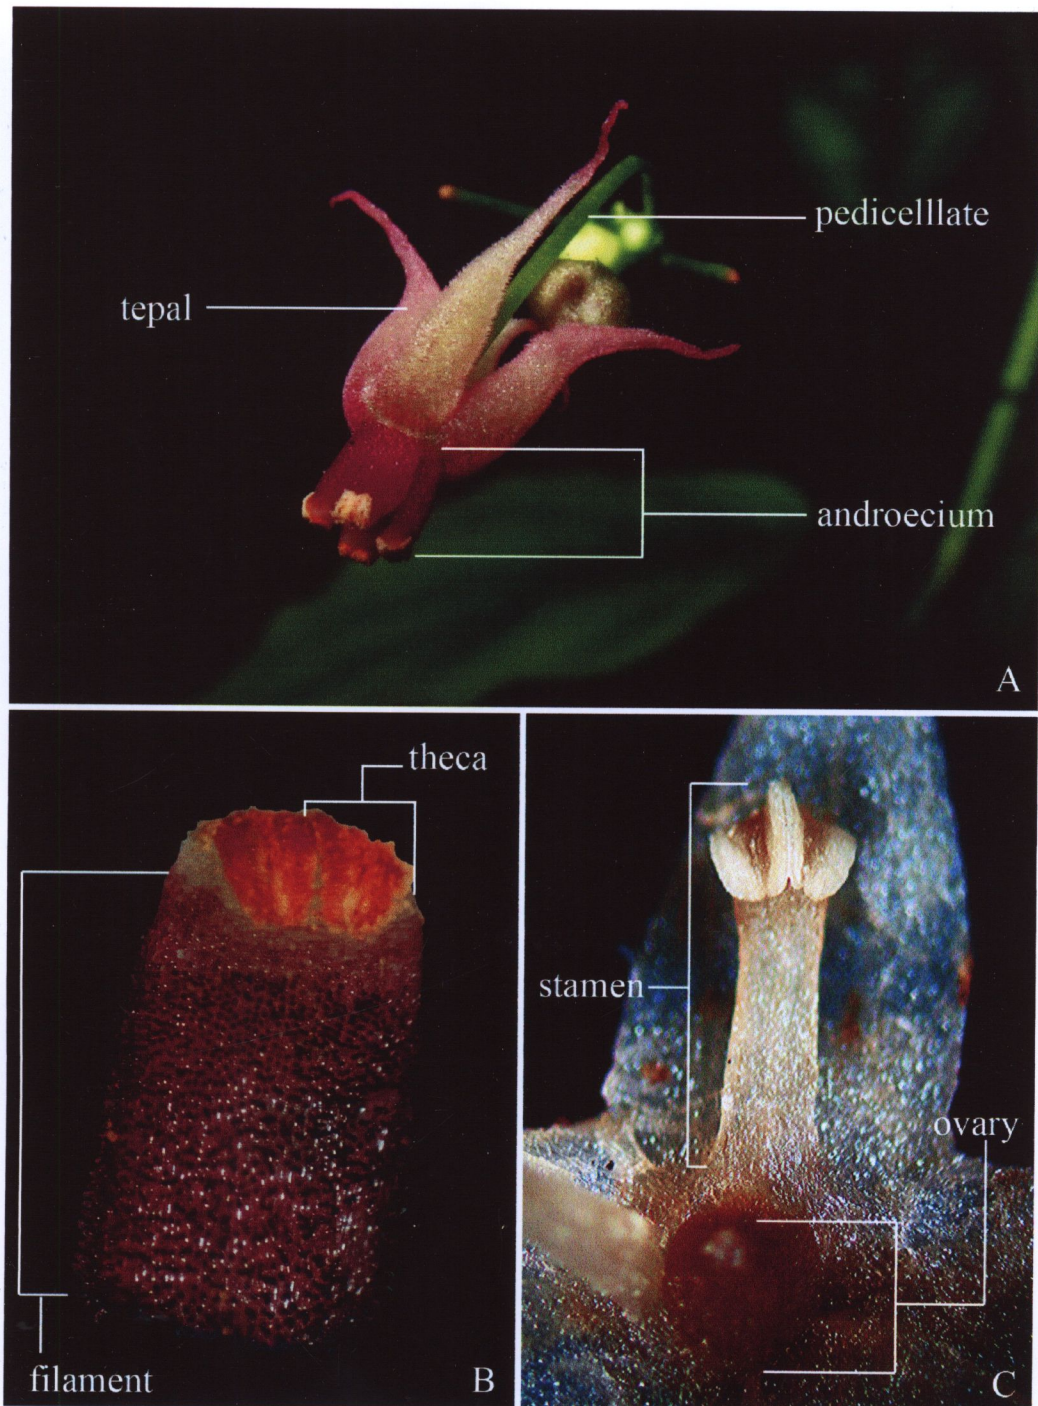 pedicelllate
tepal
androecium
A
theca
stamen
ovary
filament
B
C